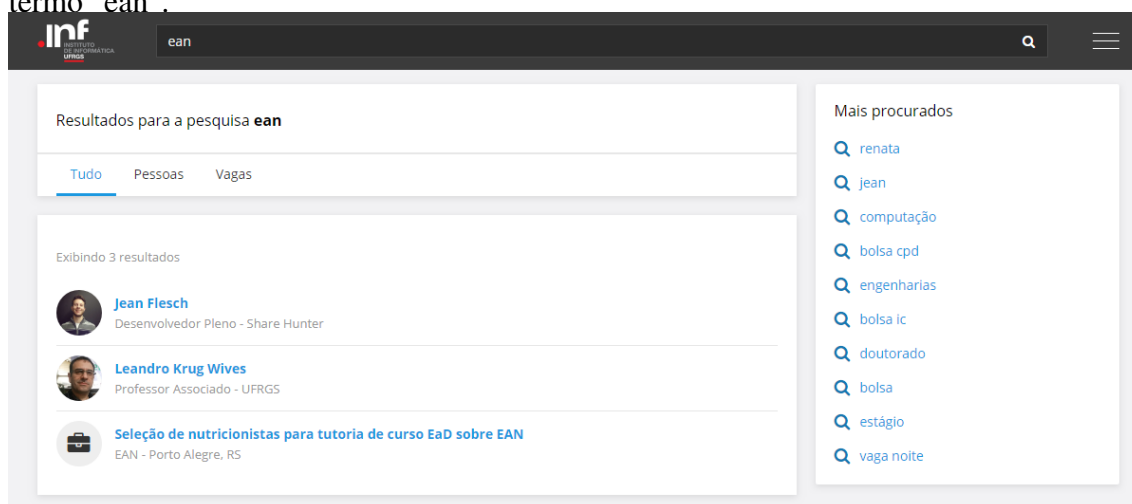 termo "ean".
.Inf
INSTITUTO
DE INFORMÁTICA
UFRGS
ean
Resultados para a pesquisa ean
Tudo Pessoas Vagas
Exibindo 3 resultados
Jean Flesch
Desenvolvedor Pleno - Share Hunter
Leandro Krug Wives
Professor Associado - UFRGS
Seleção de nutricionistas para tutoria de curso EaD sobre EAN
EAN - Porto Alegre, RS
Mais procurados
renata
jean
computação
bolsa cpd
engenharias
bolsa ic
doutorado
bolsa
estágio
vaga noite